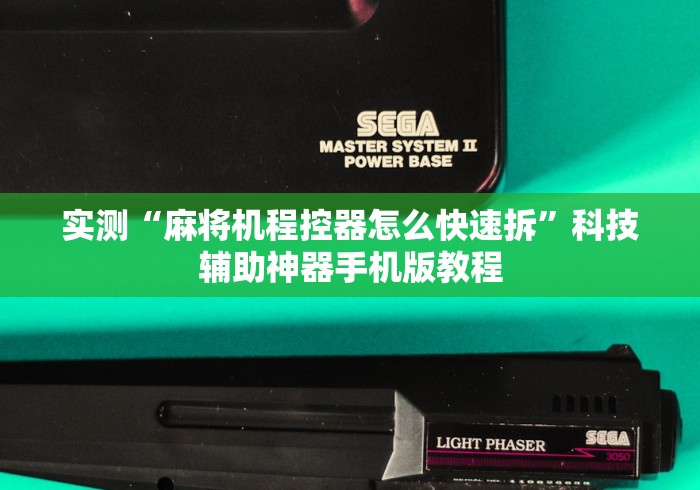 SEGA
MASTER SYSTEM II
POWER BASE
实测“麻将机程控器怎么快速拆”科技
辅助神器手机版教程
LIGHT PHASER
SEGA
3050